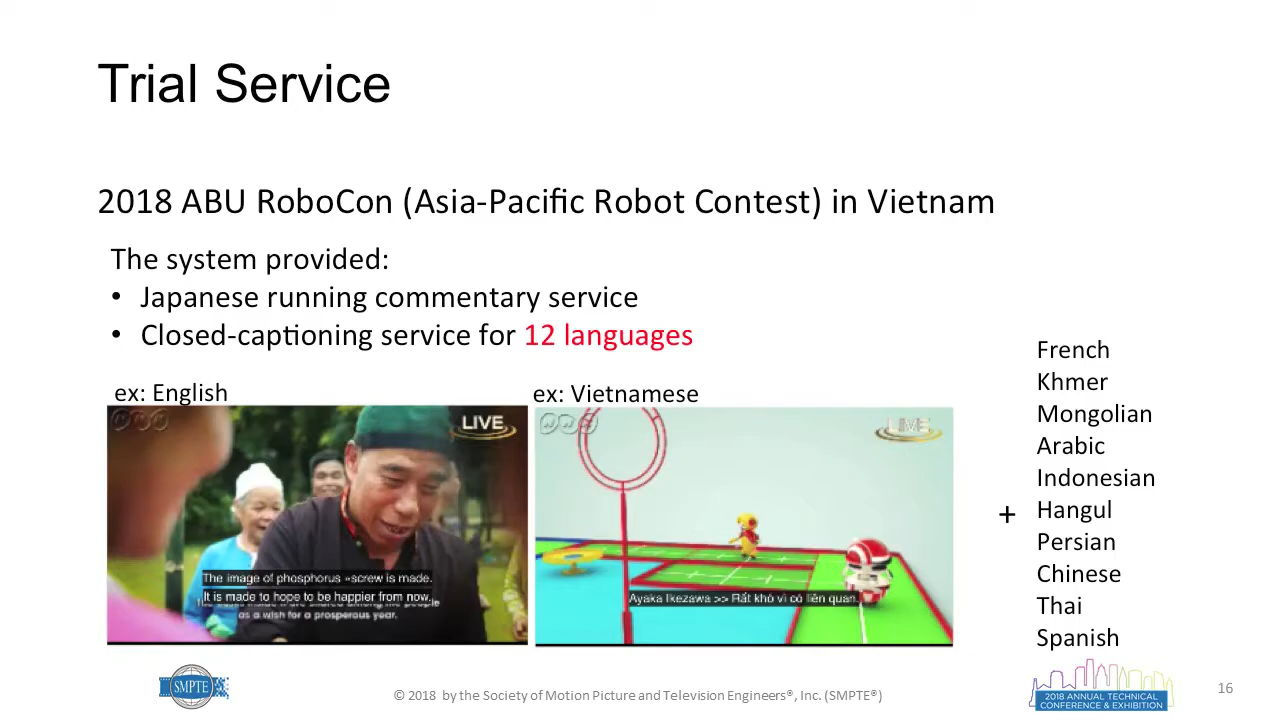 Trial Service
2018 ABU RoboCon (Asia-Pacific Robot Contest) in Vietnam
The system provided:
• Japanese running commentary service
• Closed-captioning service for 12 languages
ex: English
ex: Vietnamese
NHK
LIVE
The image of phosphorus «screw is made.
It is made to hope to be happier from now.
as a wish for a prosperous year.
NHK
LIVE
Ayaka Ikezawa >> Rất khó vì có liên quan.
+
French
Khmer
Mongolian
Arabic
Indonesian
Hangul
Persian
Chinese
Thai
Spanish
SMPTE
© 2018 by the Society of Motion Picture and Television Engineers®, Inc. (SMPTE®)
2018 ANNUAL TECHNICAL
CONFERENCE & EXHIBITION
16